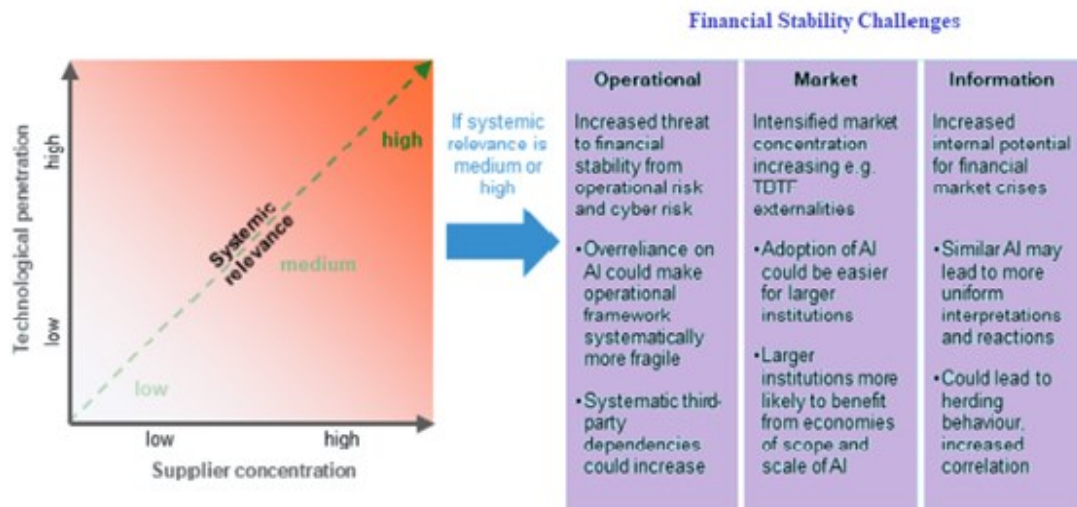 Financial Stability Challenges
Technological penetration
high
low
Systemic
relevance
high
medium
low
low
high
Supplier concentration
If systemic
relevance is
medium or
high
Operational
Increased threat
to financial
stability from
operational risk
and cyber risk
•Overreliance on
AI could make
operational
framework
systematically
more fragile
•Systematic third-
party
dependencies
could increase
Market
Intensified market
concentration
increasing e.g.
TDTF
externalities
•Adoption of AI
could be easier
for larger
institutions
•Larger
institutions more
likely to benefit
from economies
of scope and
scale of AI
Information
Increased
internal potential
for financial
market crises
•Similar AI may
lead to more
uniform
interpretations
and reactions
•Could lead to
herding
behaviour,
increased
correlation